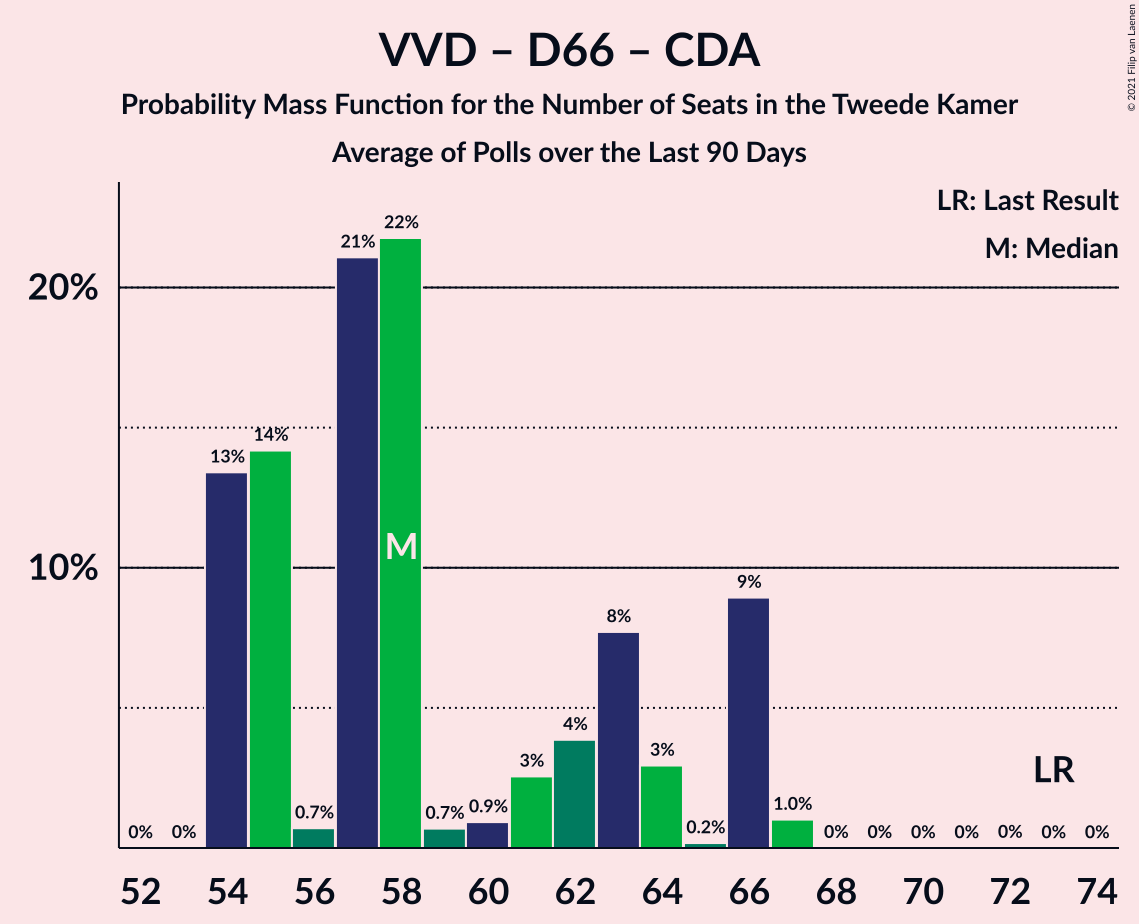 VVD – D66 – CDA
Probability Mass Function for the Number of Seats in the Tweede Kamer
Average of Polls over the Last 90 Days
© 2021 Filip van Laenen
LR: Last Result
M: Median
20%
10%
0% 0% 13% 14% 0.7% 21% 22% 0.7% 0.9% 3% 4% 8% 3% 0.2% 9% 1.0% 0% 0% 0% 0% 0% 0% 0%
M
LR
52 54 56 58 60 62 64 66 68 70 72 74